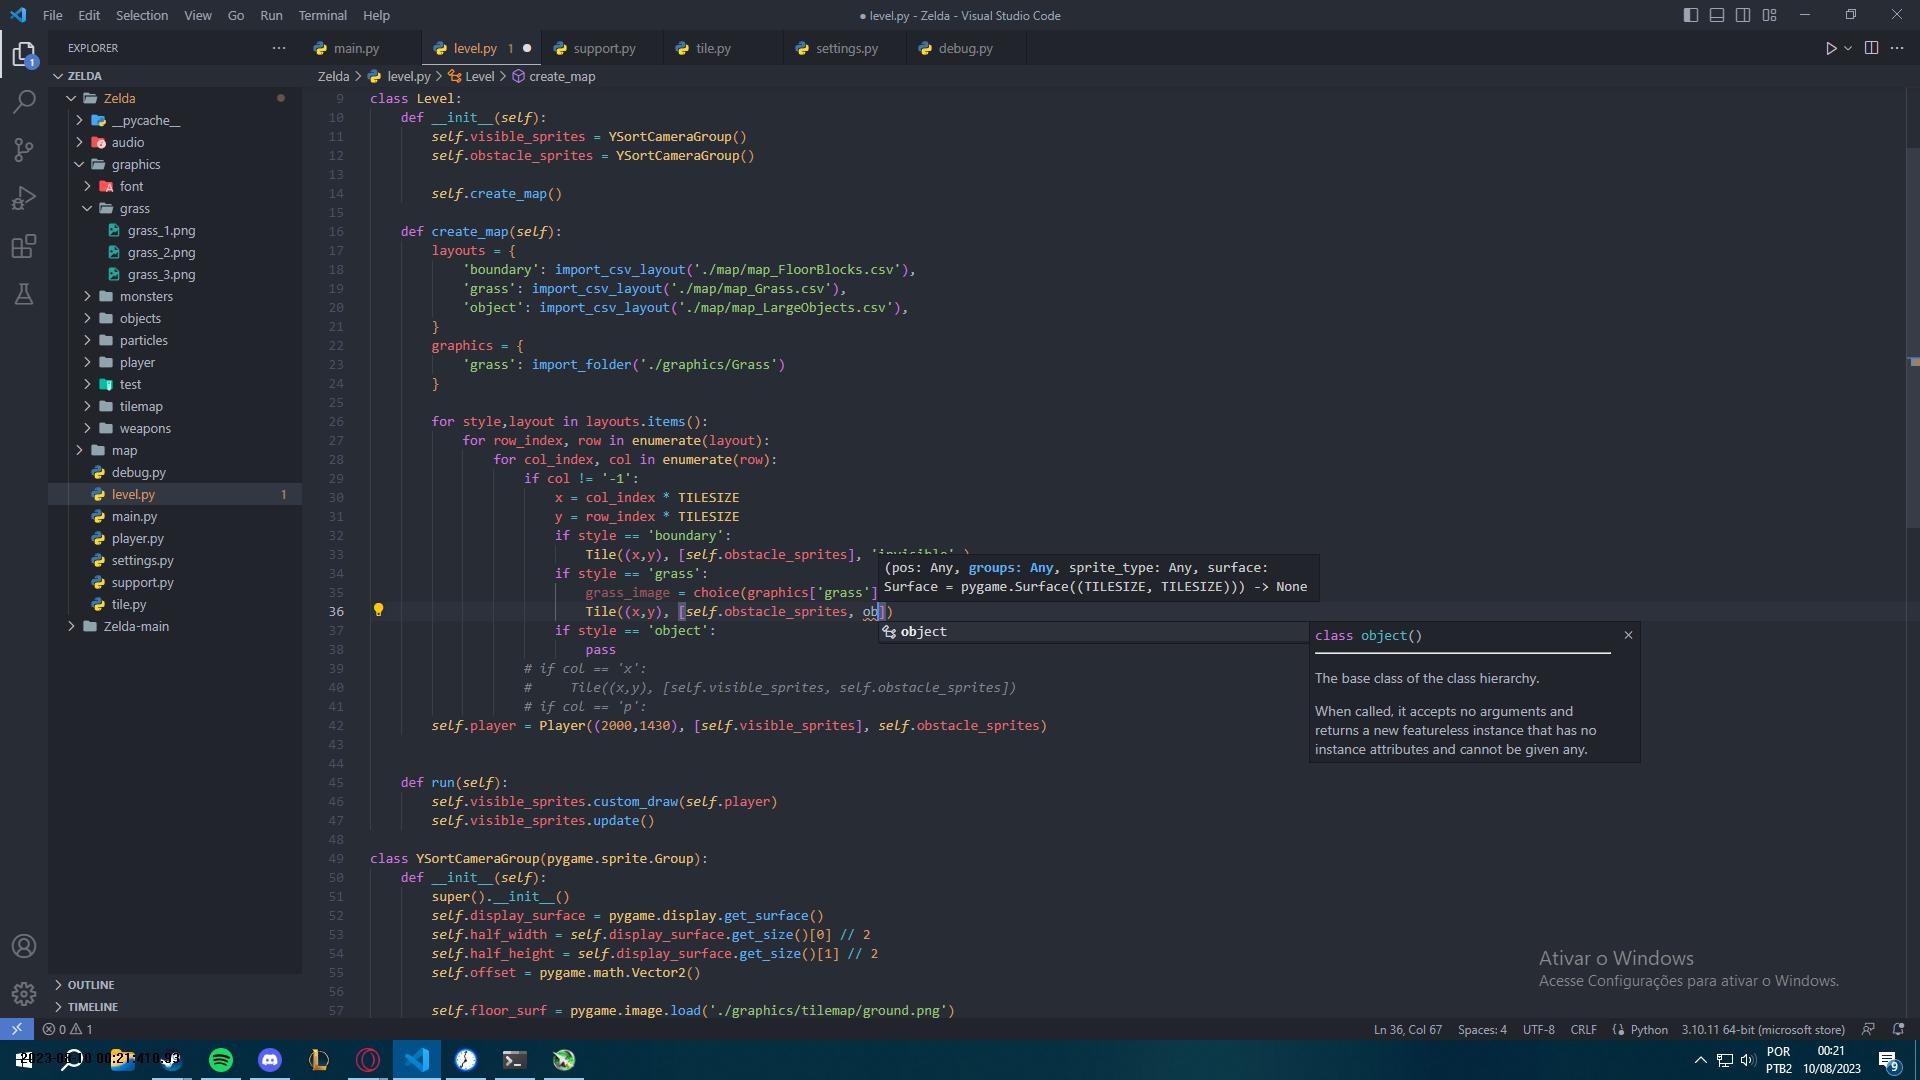 File Edit Selection View Go Run Terminal Help
● level.py - Zelda - Visual Studio Code
EXPLORER
main.py
level.py 1
support.py
tile.py
settings.py
debug.py
Zelda > level.py > Level > create_map
ZELDA
Zelda
__pycache__
audio
graphics
font
grass
grass_1.png
grass_2.png
grass_3.png
monsters
objects
particles
player
test
tilemap
weapons
map
debug.py
level.py 1
main.py
player.py
settings.py
support.py
tile.py
Zelda-main
OUTLINE
TIMELINE
1
9 class Level:
10 def __init__(self):
11 self.visible_sprites = YSortCameraGroup()
12 self.obstacle_sprites = YSortCameraGroup()
13
14 self.create_map()
15
16 def create_map(self):
17 layouts = {
18 'boundary': import_csv_layout('./map/map_FloorBlocks.csv'),
19 'grass': import_csv_layout('./map/map_Grass.csv'),
20 'object': import_csv_layout('./map/map_LargeObjects.csv'),
21 }
22 graphics = {
23 'grass': import_folder('./graphics/Grass')
24 }
25
26 for style,layout in layouts.items():
27 for row_index, row in enumerate(layout):
28 for col_index, col in enumerate(row):
29 if col != '-1':
30 x = col_index * TILESIZE
31 y = row_index * TILESIZE
32 if style == 'boundary':
33 Tile((x,y), [self.obstacle_sprites],
34 if style == 'grass':
35 grass_image = choice(graphics['grass']
36 Tile((x,y), [self.obstacle_sprites, ob])
37 if style == 'object':
38 pass
39 # if col == 'x':
40 # Tile((x,y), [self.visible_sprites, self.obstacle_sprites])
41 # if col == 'p':
42 self.player = Player((2000,1430), [self.visible_sprites], self.obstacle_sprites)
43
44
45 def run(self):
46 self.visible_sprites.custom_draw(self.player)
47 self.visible_sprites.update()
48
49 class YSortCameraGroup(pygame.sprite.Group):
50 def __init__(self):
51 super().__init__()
52 self.display_surface = pygame.display.get_surface()
53 self.half_width = self.display_surface.get_size()[0] // 2
54 self.half_height = self.display_surface.get_size()[1] // 2
55 self.offset = pygame.math.Vector2()
56
57 self.floor_surf = pygame.image.load('./graphics/tilemap/ground.png')
(pos: Any, groups: Any, sprite_type: Any, surface:
Surface = pygame.Surface((TILESIZE, TILESIZE))) -> None
object
class object()
The base class of the class hierarchy.
When called, it accepts no arguments and
returns a new featureless instance that has no
instance attributes and cannot be given any.
Ativar o Windows
Acesse Configurações para ativar o Windows.
0 1
Ln 36, Col 67 Spaces: 4 UTF-8 CRLF Python 3.10.11 64-bit (microsoft store)
POR
PTB2
00:21
10/08/2023
9